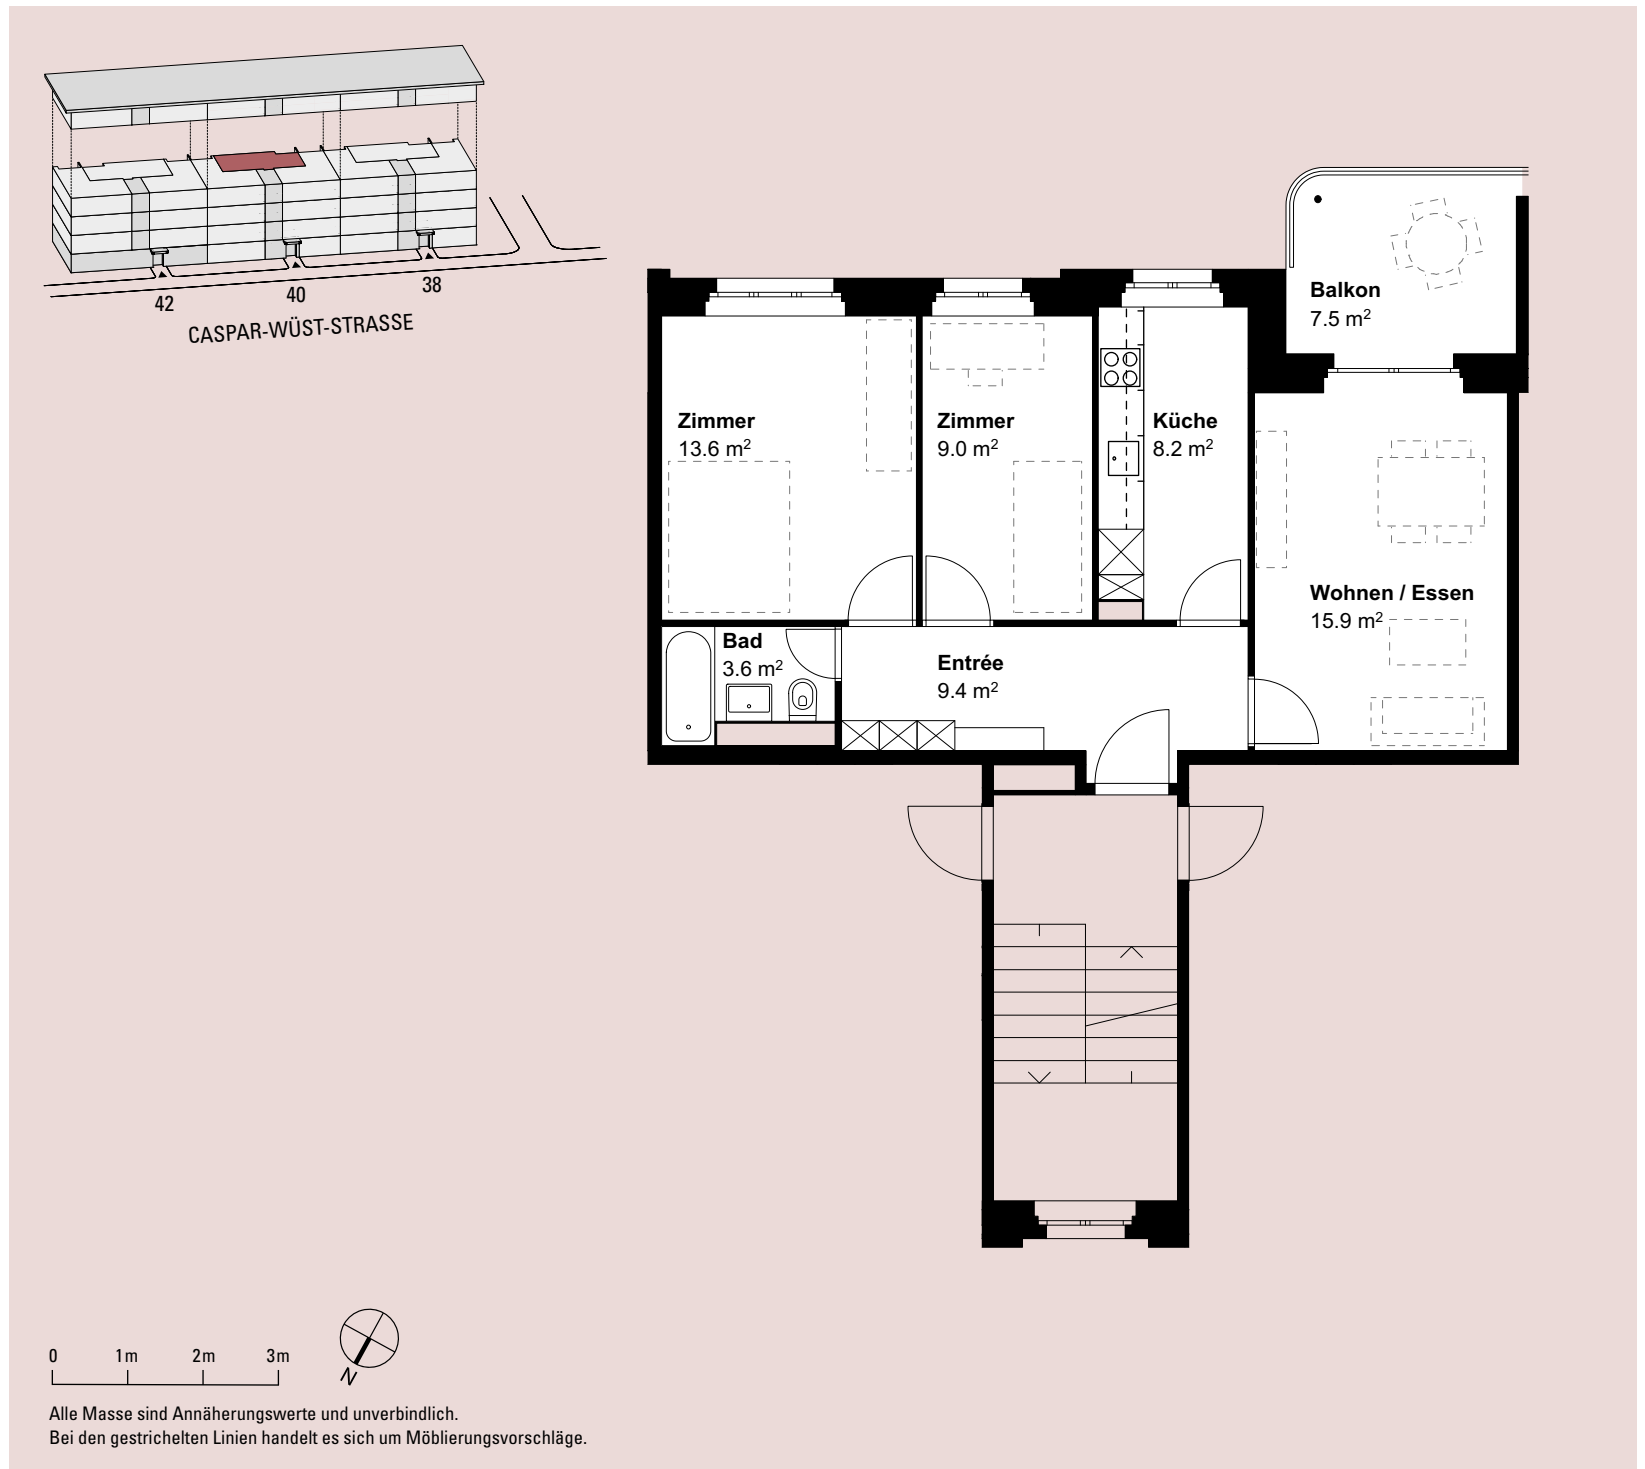 42
40
38
CASPAR-WÜST-STRASSE
Balkon
7.5 m²
Zimmer
13.6 m²
Zimmer
9.0 m²
Küche
8.2 m²
Wohnen / Essen
15.9 m²
Bad
3.6 m²
Entrée
9.4 m²
0 1m 2m 3m
N
Alle Masse sind Annäherungswerte und unverbindlich.
Bei den gestrichelten Linien handelt es sich um Möblierungsvorschläge.